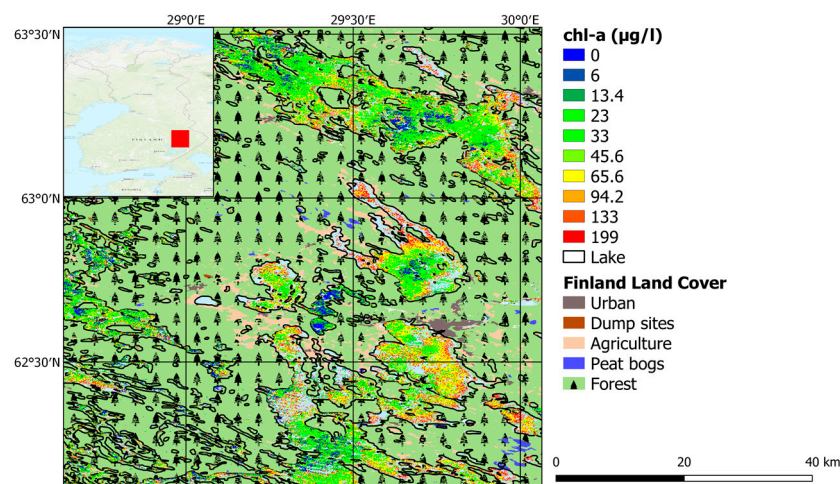 29°0'E 29°30'E 30°0'E
63°30'N
63°0'N
62°30'N
FINLAND
chl-a (µg/l)
0
6
13.4
23
33
45.6
65.6
94.2
133
199
Lake
Finland Land Cover
Urban
Dump sites
Agriculture
Peat bogs
Forest
0 20 40 km